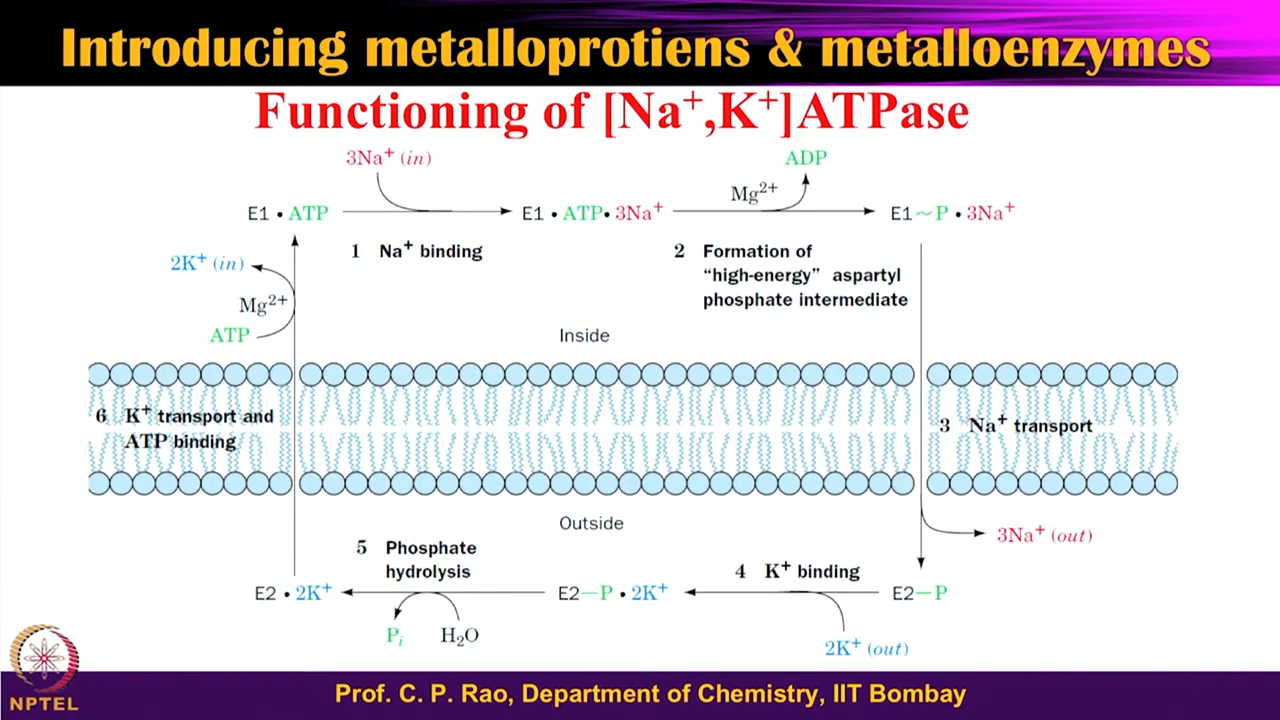 Introducing metalloprotiens & metalloenzymes
Functioning of [Na⁺,K⁺]ATPase
3Na⁺ (in)
ADP
Mg²⁺
E1 • ATP
E1 • ATP • 3Na⁺
E1~P • 3Na⁺
1 Na⁺ binding
2 Formation of
“high-energy” aspartyl
phosphate intermediate
2K⁺ (in)
Mg²⁺
ATP
Inside
6 K⁺ transport and
ATP binding
3 Na⁺ transport
Outside
3Na⁺ (out)
5 Phosphate
hydrolysis
4 K⁺ binding
E2 • 2K⁺
E2—P • 2K⁺
E2—P
Pi
H₂O
2K⁺ (out)
NPTEL
Prof. C. P. Rao, Department of Chemistry, IIT Bombay